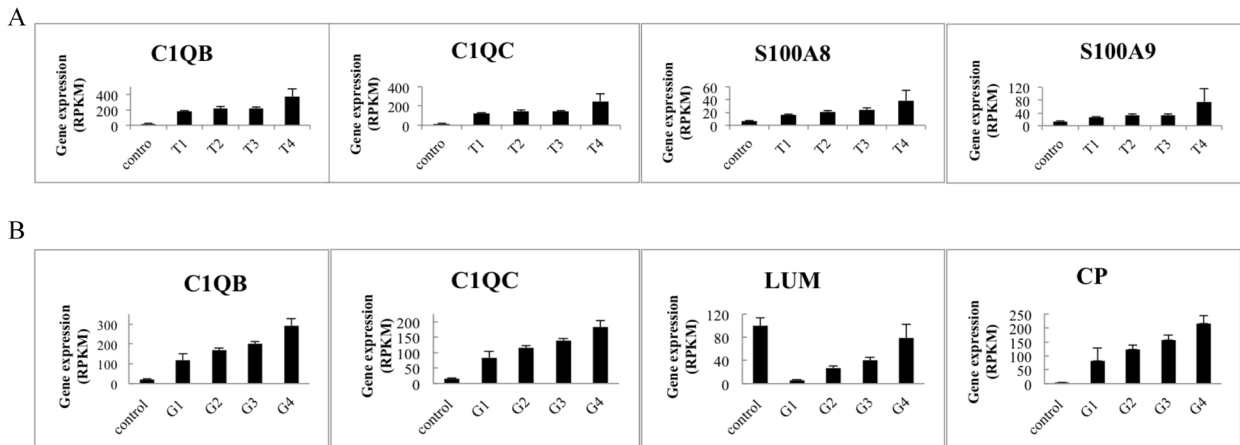 A
C1QB
Gene expression
(RPKM)
400
200
0
contro
T1
T2
T3
T4
C1QC
Gene expression
(RPKM)
400
200
0
contro
T1
T2
T3
T4
S100A8
Gene expression
(RPKM)
60
40
20
0
contro
T1
T2
T3
T4
S100A9
Gene expression
(RPKM)
120
80
40
0
contro
T1
T2
T3
T4
B
C1QB
Gene expression
(RPKM)
300
200
100
0
control
G1
G2
G3
G4
C1QC
Gene expression
(RPKM)
200
150
100
50
0
control
G1
G2
G3
G4
LUM
Gene expression
(RPKM)
120
80
40
0
control
G1
G2
G3
G4
CP
Gene expression
(RPKM)
250
200
150
100
50
0
control
G1
G2
G3
G4